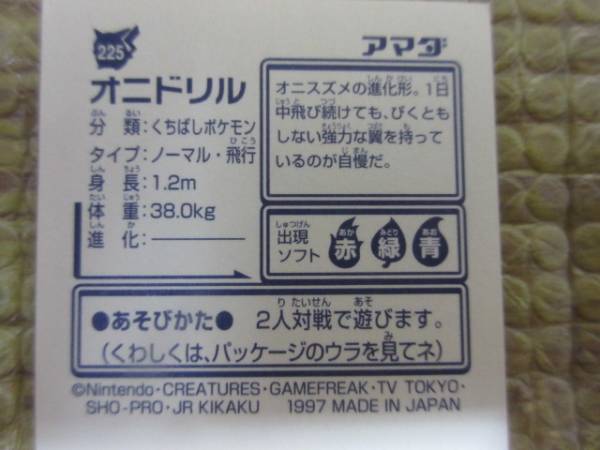 225
アマダ
オニドリル
分類:くちばしポケモン
タイプ:ノーマル・飛行
身長:1.2m
体重:38.0kg
進化:————
オニスズメの進化形。1日
中飛び続けても、びくとも
しない強力な翼を持って
いるのが自慢だ。
出現
ソフト
赤 緑 青
●あそびかた● 2人対戦で遊びます。
(くわしくは、パッケージのウラを見てネ)
©Nintendo・CREATURES・GAMEFREAK・TV TOKYO・
SHO-PRO・JR KIKAKU 1997 MADE IN JAPAN